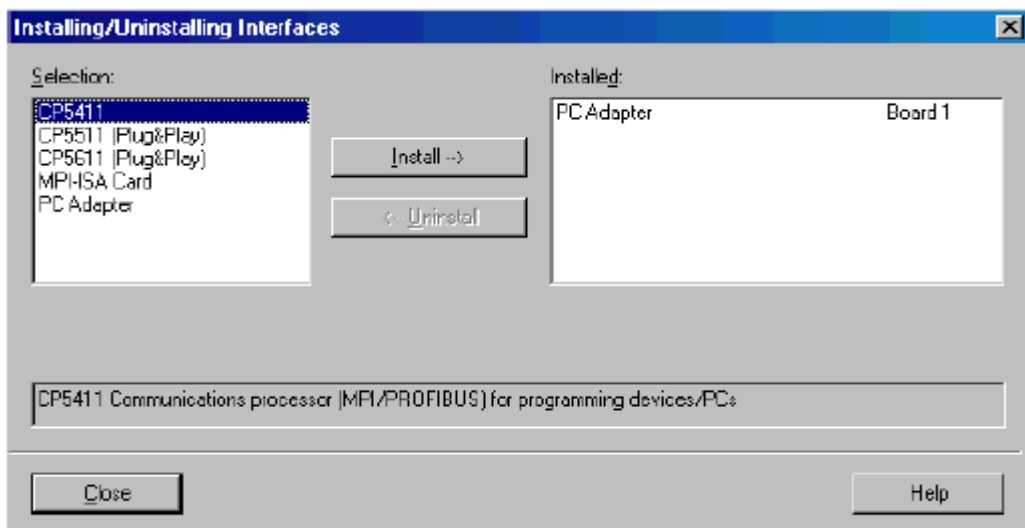 Installing/Uninstalling Interfaces
Selection:
Installed:
CP5411
CP5511 (Plug&Play)
CP5611 (Plug&Play)
MPI-ISA Card
PC Adapter
Install -->
<-- Uninstall
PC Adapter Board 1
CP5411 Communications processor (MPI/PROFIBUS) for programming devices/PCs
Close
Help